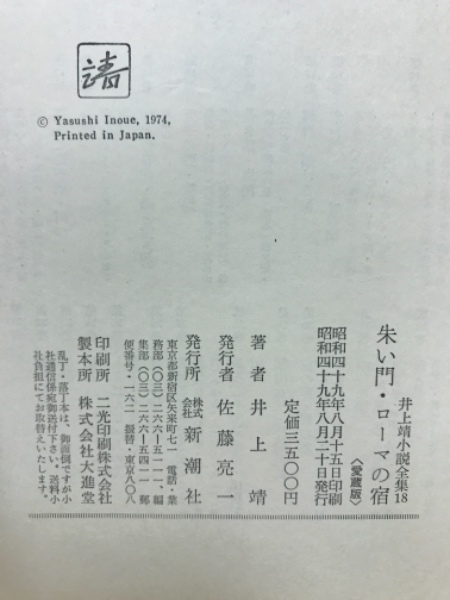 靖
© Yasushi Inoue, 1974,
Printed in Japan.
井上靖小説全集18
朱い門・ローマの宿
〈愛蔵版〉
昭和四十九年八月十五日印刷
昭和四十九年八月二十日発行
定価三五〇〇円
著者 井上靖
発行者 佐藤亮一
発行所 株式会社 新潮社
東京都新宿区矢来町七一 電話・業
務部(〇三)二六六―五一一一、編
集部(〇三)二六六―五四一一 郵
便番号・一六二 振替・東京八〇八
印刷所 二光印刷株式会社
製本所 株式会社大進堂
乱丁・落丁本は、御面倒ですが小
社通信係宛御送付下さい。送料小
社負担にてお取替えいたします。